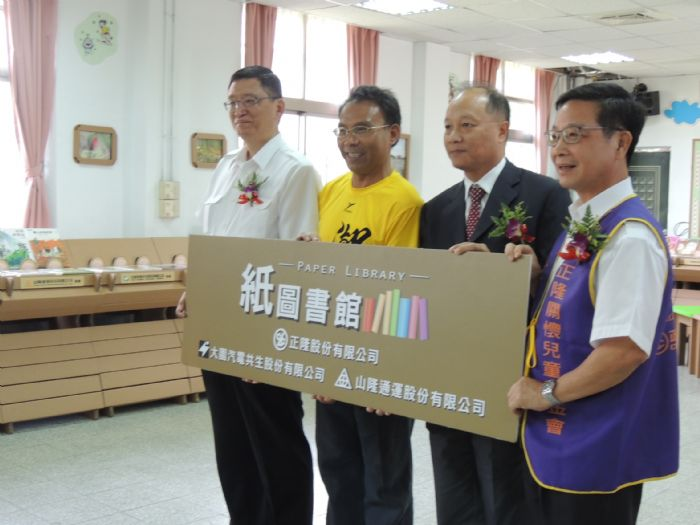 PAPER LIBRARY
紙圖書館
正隆股份有限公司
大園汽電共生股份有限公司
山隆通運股份有限公司
正隆關懷兒童
會